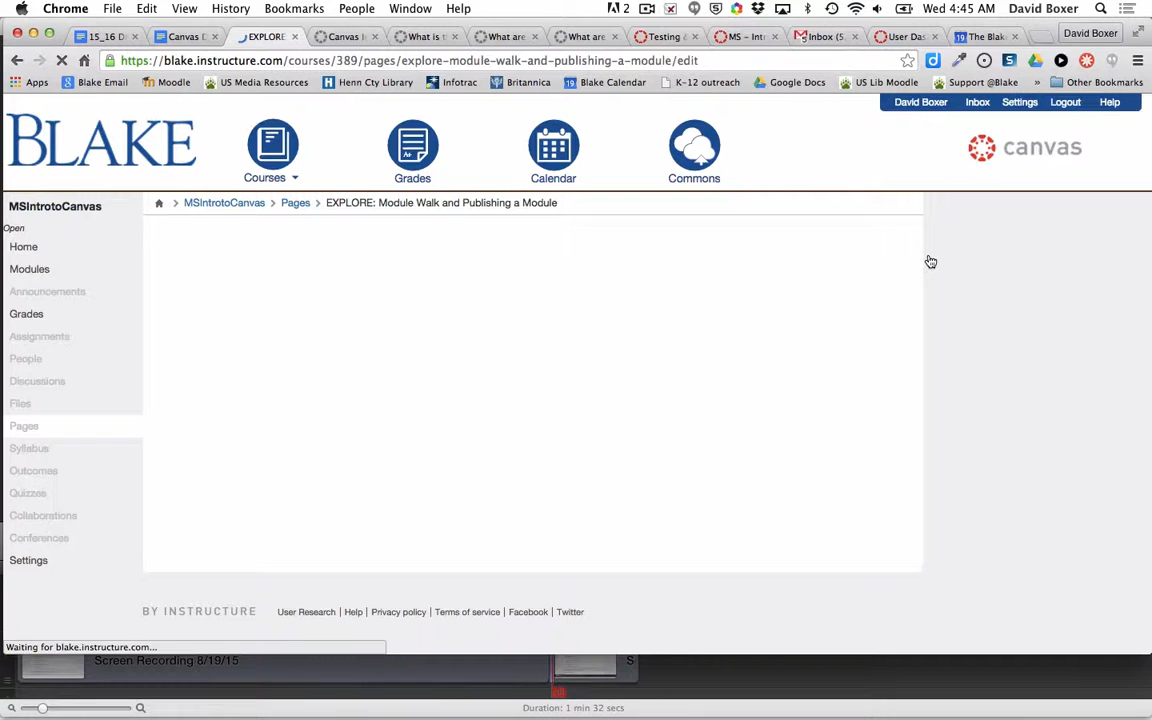 Chrome File Edit View History Bookmarks People Window Help 2 Wed 4:45 AM David Boxer
15_16 D Canvas D EXPLORE: Canvas I What is t What are What are Testing & MS – Intr Inbox (5. User Das The Blak David Boxer
https://blake.instructure.com/courses/389/pages/explore-module-walk-and-publishing-a-module/edit
Apps Blake Email Moodle US Media Resources Henn Cty Library Infotrac Britannica Blake Calendar K-12 outreach Google Docs US Lib Moodle Support @Blake » Other Bookmarks
David Boxer Inbox Settings Logout Help
BLAKE
Courses Grades Calendar Commons
canvas
MSIntrotoCanvas
MSIntrotoCanvas Pages EXPLORE: Module Walk and Publishing a Module
Open
Home
Modules
Announcements
Grades
Assignments
People
Discussions
Files
Pages
Syllabus
Outcomes
Quizzes
Collaborations
Conferences
Settings
BY INSTRUCTURE User Research | Help | Privacy policy | Terms of service | Facebook | Twitter
Waiting for blake.instructure.com...
Screen Recording 8/19/15 S
Duration: 1 min 32 secs